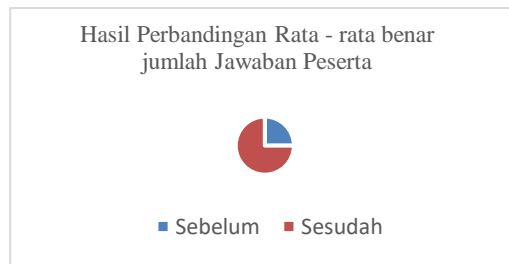 Hasil Perbandingan Rata - rata benar
jumlah Jawaban Peserta
Sebelum Sesudah